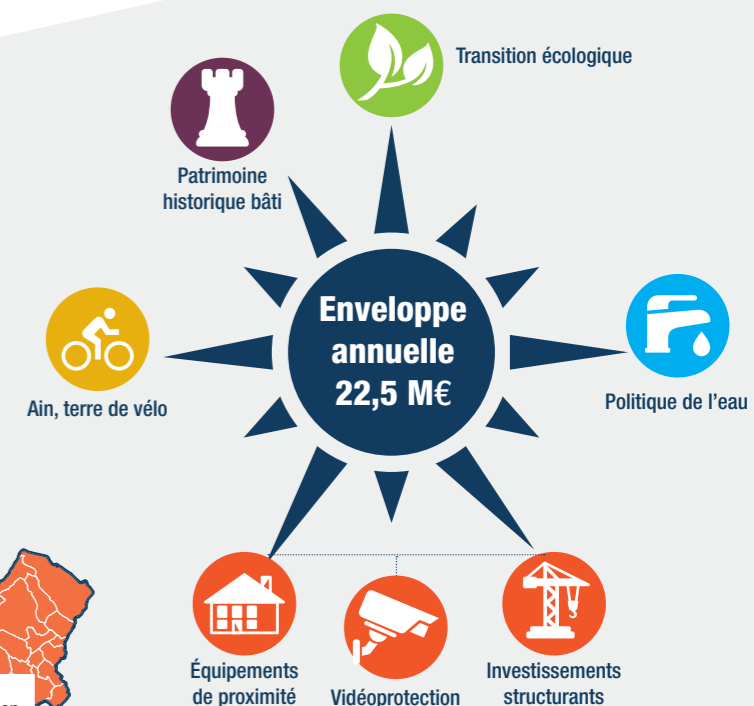 Transition écologique
Patrimoine
historique bâti
Enveloppe
annuelle
22,5 M€
Ain, terre de vélo
Politique de l’eau
Équipements
de proximité
Vidéoprotection
Investissements
structurants